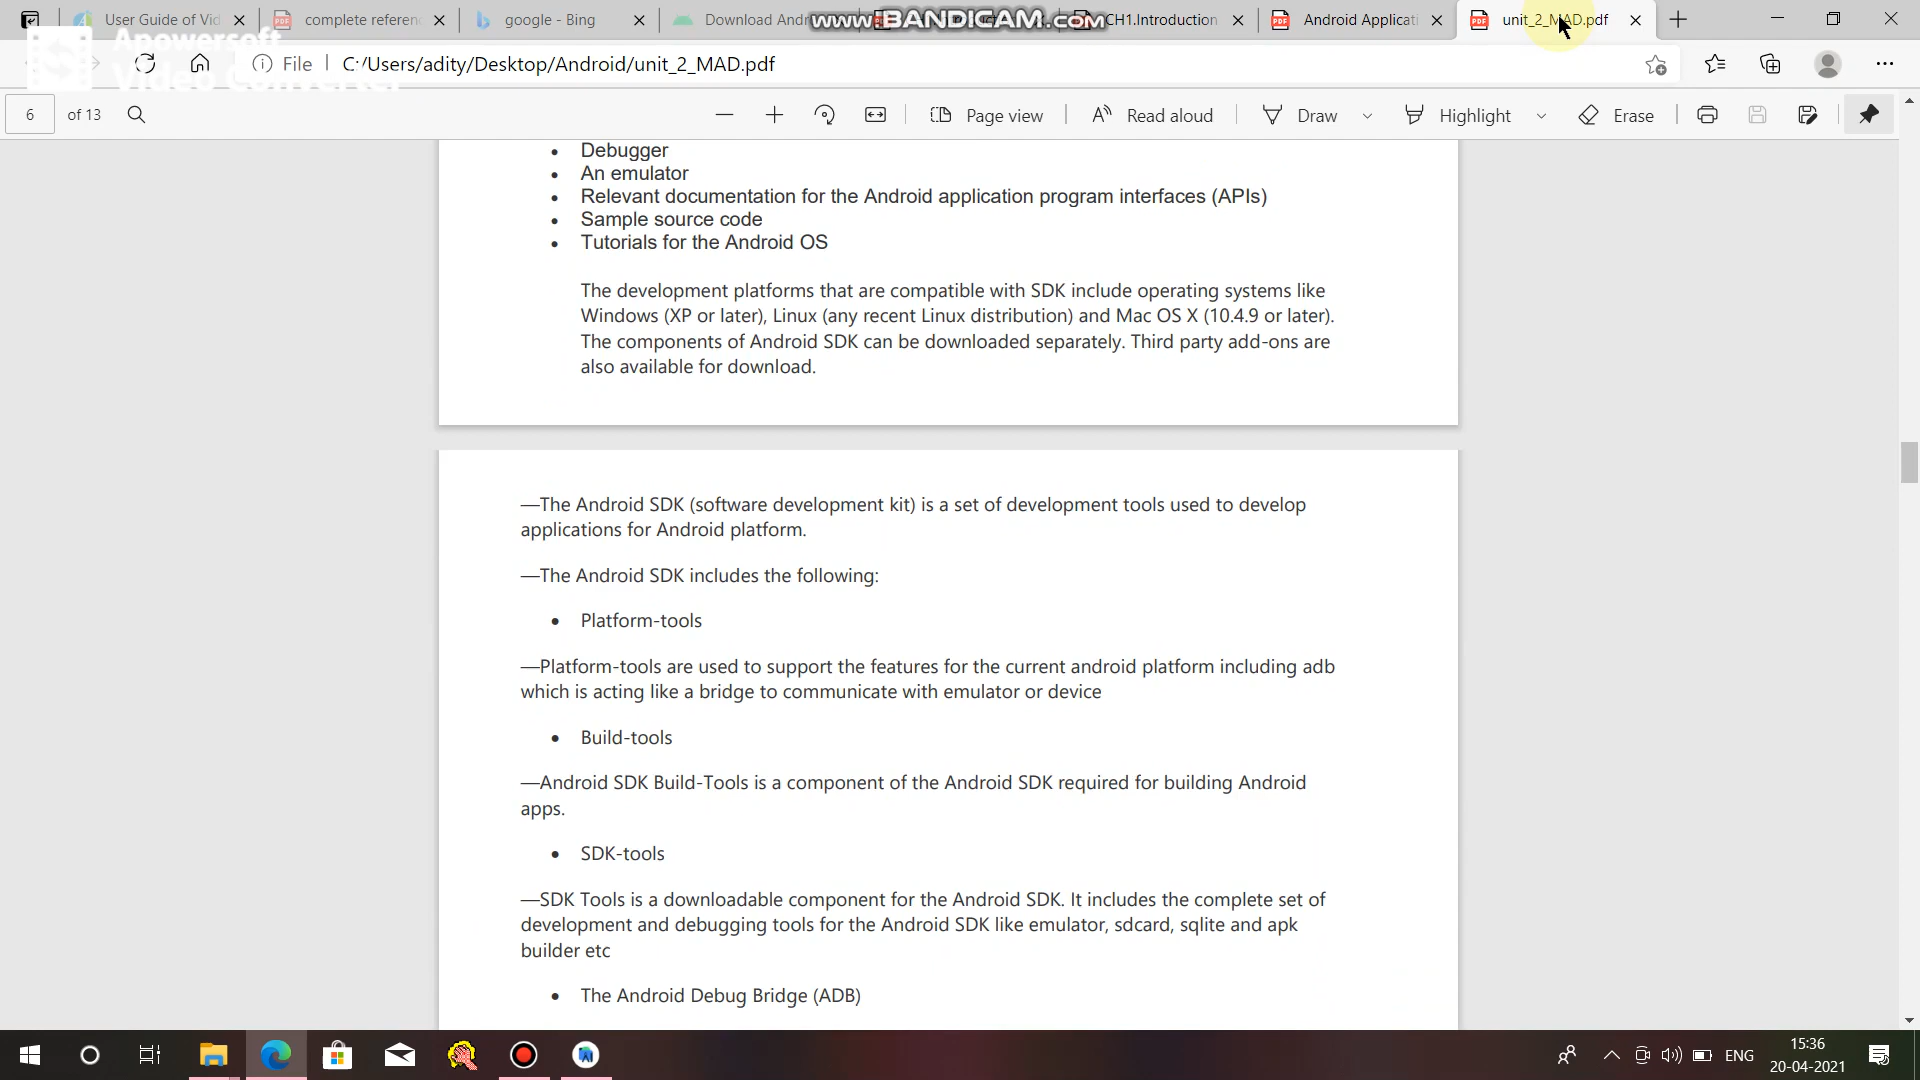 User Guide of Vid
complete referen
google - Bing
Download And
www.BANDICAM.com
CH1.Introduction
Android Applicati
unit_2_MAD.pdf
Apowersoft
Video Converter
File
C:/Users/adity/Desktop/Android/unit_2_MAD.pdf
6
of 13
Page view
Read aloud
Draw
Highlight
Erase
• Debugger
• An emulator
• Relevant documentation for the Android application program interfaces (APIs)
• Sample source code
• Tutorials for the Android OS
The development platforms that are compatible with SDK include operating systems like
Windows (XP or later), Linux (any recent Linux distribution) and Mac OS X (10.4.9 or later).
The components of Android SDK can be downloaded separately. Third party add-ons are
also available for download.
—The Android SDK (software development kit) is a set of development tools used to develop
applications for Android platform.
—The Android SDK includes the following:
• Platform-tools
—Platform-tools are used to support the features for the current android platform including adb
which is acting like a bridge to communicate with emulator or device
• Build-tools
—Android SDK Build-Tools is a component of the Android SDK required for building Android
apps.
• SDK-tools
—SDK Tools is a downloadable component for the Android SDK. It includes the complete set of
development and debugging tools for the Android SDK like emulator, sdcard, sqlite and apk
builder etc
• The Android Debug Bridge (ADB)
ENG
15:36
20-04-2021